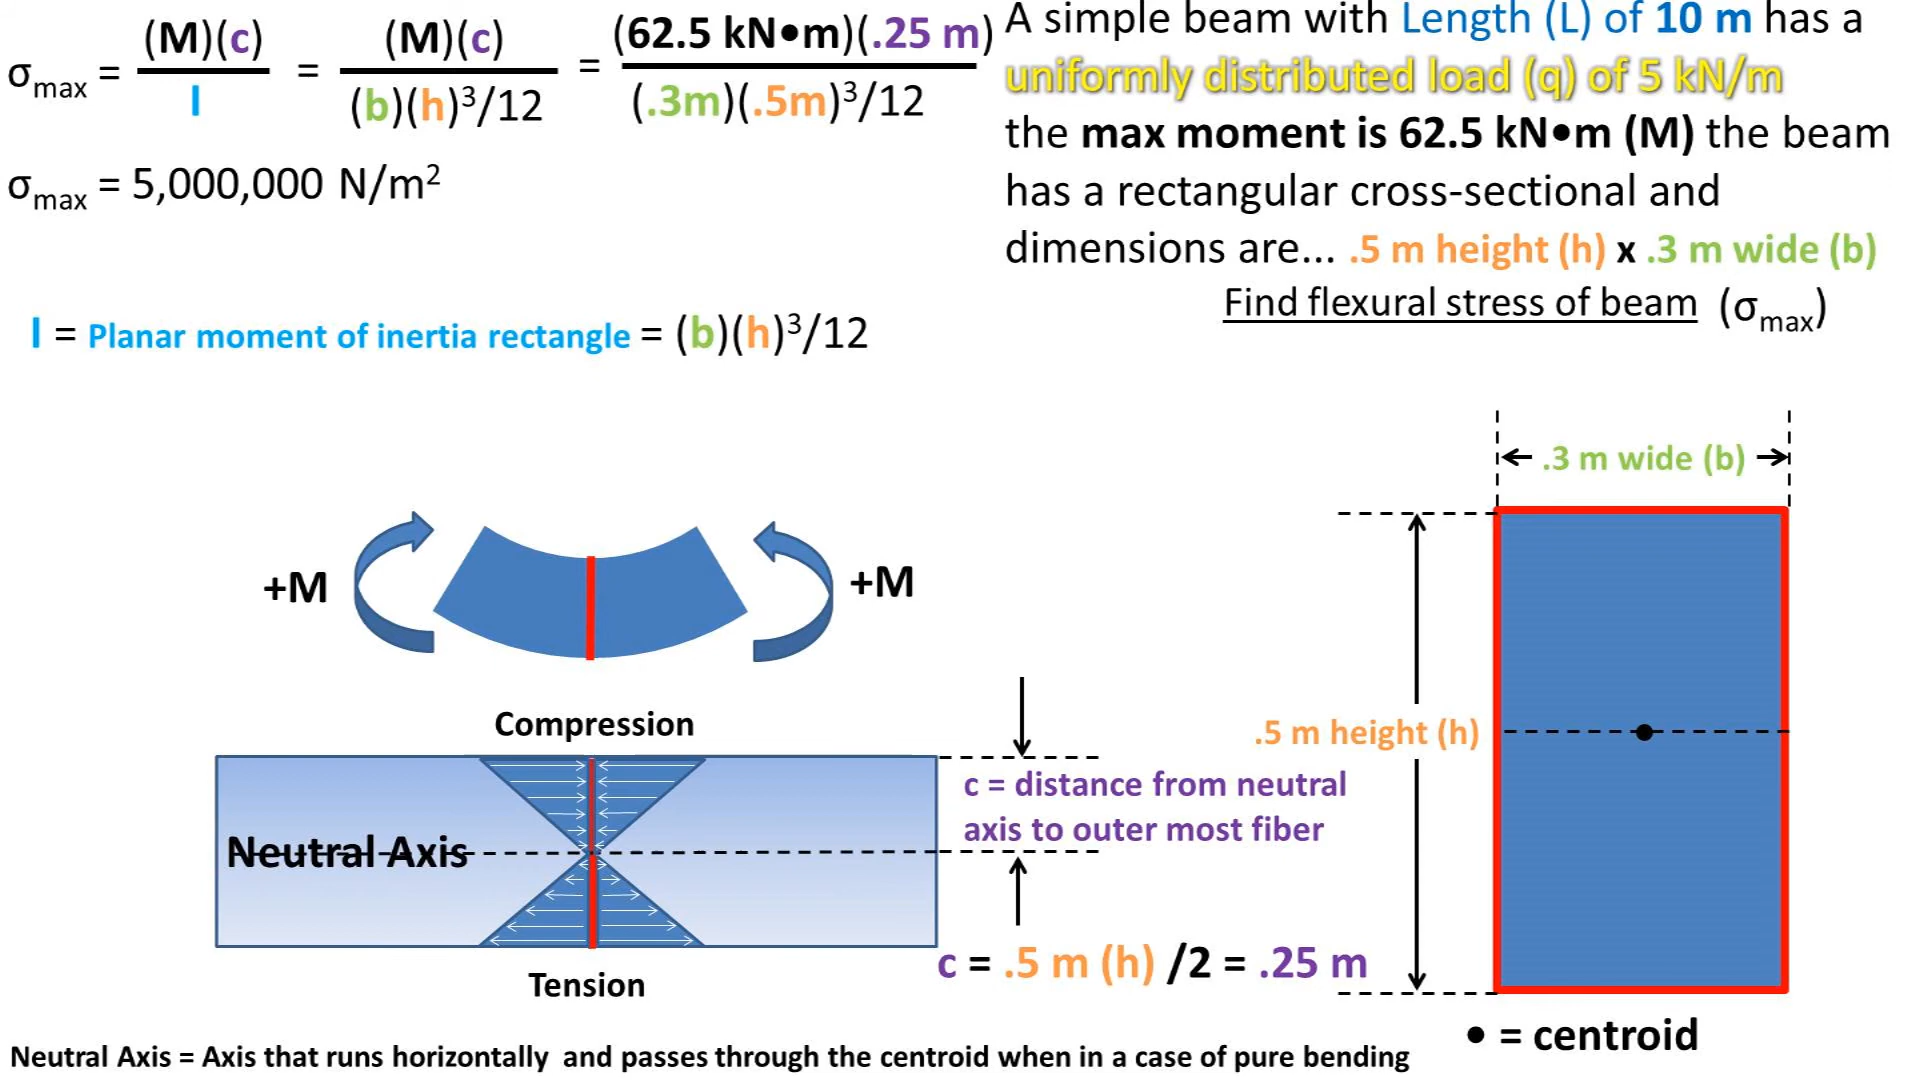 σmax = (M)(c) / I = (M)(c) / (b)(h)³/12 = (62.5 kN•m)(.25 m) / (.3m)(.5m)³/12
σmax = 5,000,000 N/m²
I = Planar moment of inertia rectangle = (b)(h)³/12
A simple beam with Length (L) of 10 m has a
uniformly distributed load (q) of 5 kN/m
the max moment is 62.5 kN•m (M) the beam
has a rectangular cross-sectional and
dimensions are... .5 m height (h) x .3 m wide (b)
Find flexural stress of beam (σmax)
+M
+M
Compression
Neutral Axis
Tension
c = distance from neutral
axis to outer most fiber
c = .5 m (h) /2 = .25 m
.3 m wide (b)
.5 m height (h)
• = centroid
Neutral Axis = Axis that runs horizontally and passes through the centroid when in a case of pure bending